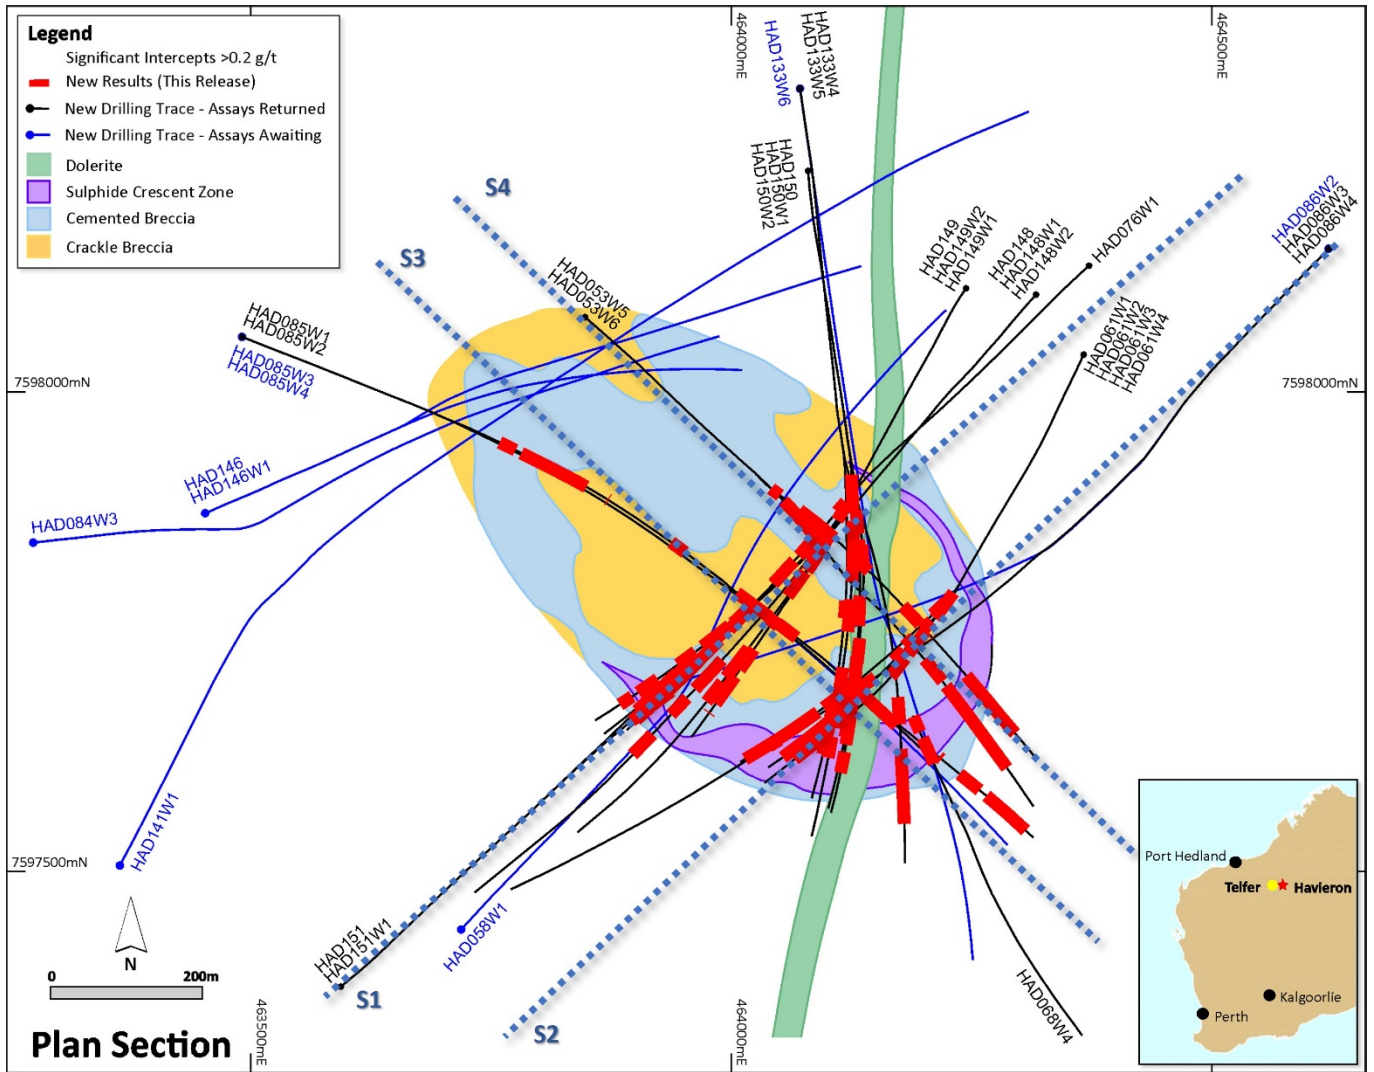 Legend
Significant Intercepts >0.2 g/t
New Results (This Release)
New Drilling Trace - Assays Returned
New Drilling Trace - Assays Awaiting
Dolerite
Sulphide Crescent Zone
Cemented Breccia
Crackle Breccia
464000mE
464500mE
HAD133W6
HAD133W4
HAD133W5
HAD150
HAD150W1
HAD150W2
S4
S3
HAD053W5
HAD053W6
HAD149
HAD149W2
HAD149W1
HAD148
HAD148W1
HAD148W2
HAD076W1
HAD086W2
HAD086W3
HAD086W4
HAD061W1
HAD061W2
HAD061W3
HAD061W4
HAD085W1
HAD085W2
HAD085W3
HAD085W4
7598000mN
7598000mN
HAD146
HAD146W1
HAD084W3
HAD141W1
7597500mN
N
0 200m
HAD151
HAD151W1
HAD058W1
S1
S2
HAD068W4
463500mE
464000mE
Plan Section
Port Hedland
Telfer
Havieron
Kalgoorlie
Perth